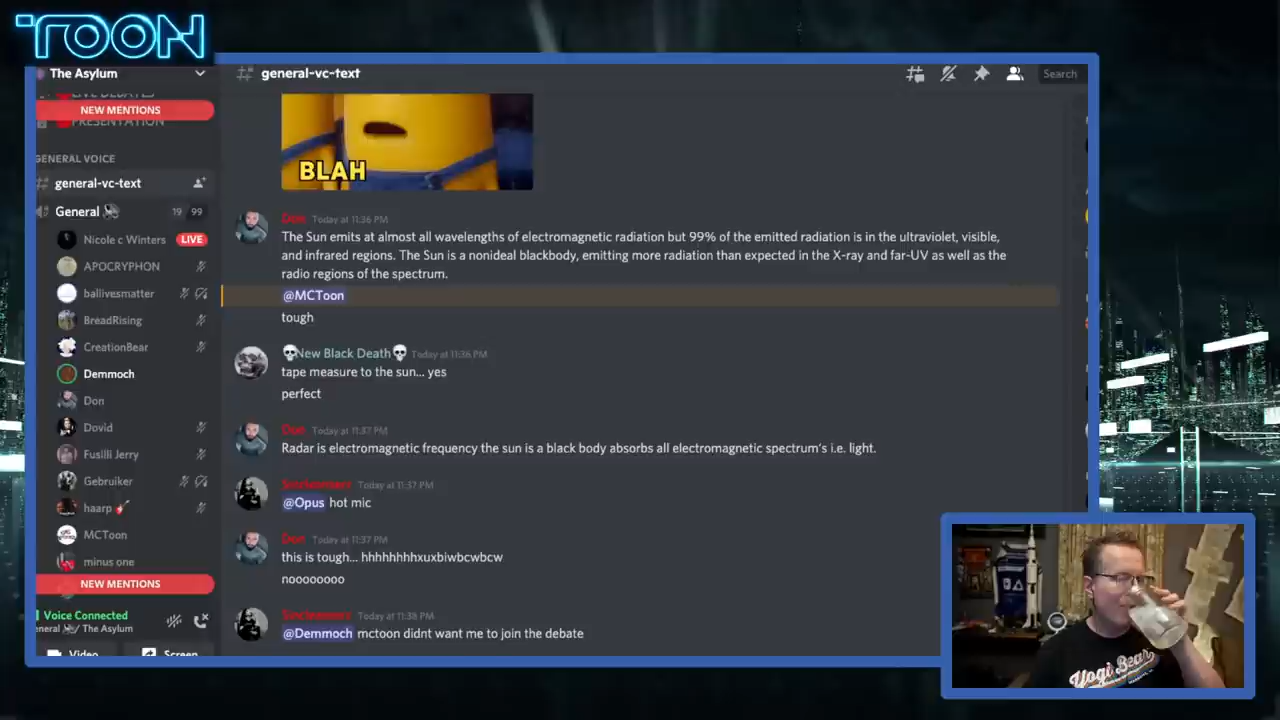 TOON
The Asylum
general-vc-text
Search
LIVE DEBATES
NEW MENTIONS
PRESENTATION
GENERAL VOICE
general-vc-text
General
19 99
Nicole c Winters LIVE
APOCRYPHON
ballivesmatter
BreadRising
CreationBear
Demmoch
Don
Dovid
Fusilli Jerry
Gebruiker
haarp
MCToon
minus one
NEW MENTIONS
Voice Connected
eneral / The Asylum
Video
Screen
BLAH
Don Today at 11:36 PM
The Sun emits at almost all wavelengths of electromagnetic radiation but 99% of the emitted radiation is in the ultraviolet, visible,
and infrared regions. The Sun is a nonideal blackbody, emitting more radiation than expected in the X-ray and far-UV as well as the
radio regions of the spectrum.
@MCToon
tough
New Black Death Today at 11:36 PM
tape measure to the sun... yes
perfect
Don Today at 11:37 PM
Radar is electromagnetic frequency the sun is a black body absorbs all electromagnetic spectrum's i.e. light.
Today at 11:37 PM
@Opus hot mic
Don Today at 11:37 PM
this is tough... hhhhhhhhxuxbiwbcwbcw
noooooooo
Today at 11:38 PM
@Demmoch mctoon didnt want me to join the debate
Yogi Bear